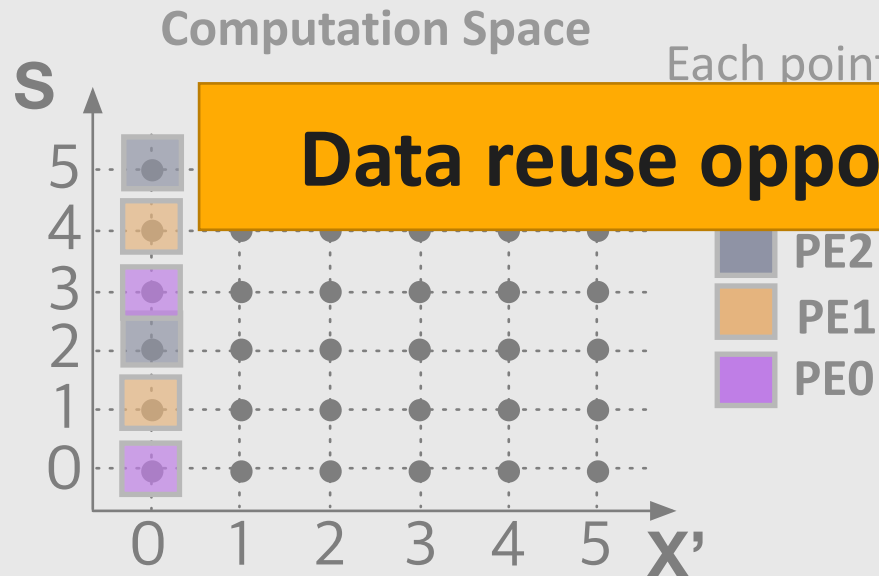 Computation Space
Each point
S
Data reuse oppo
5
4
3
2
1
0
PE2
PE1
PE0
0 1 2 3 4 5 X’